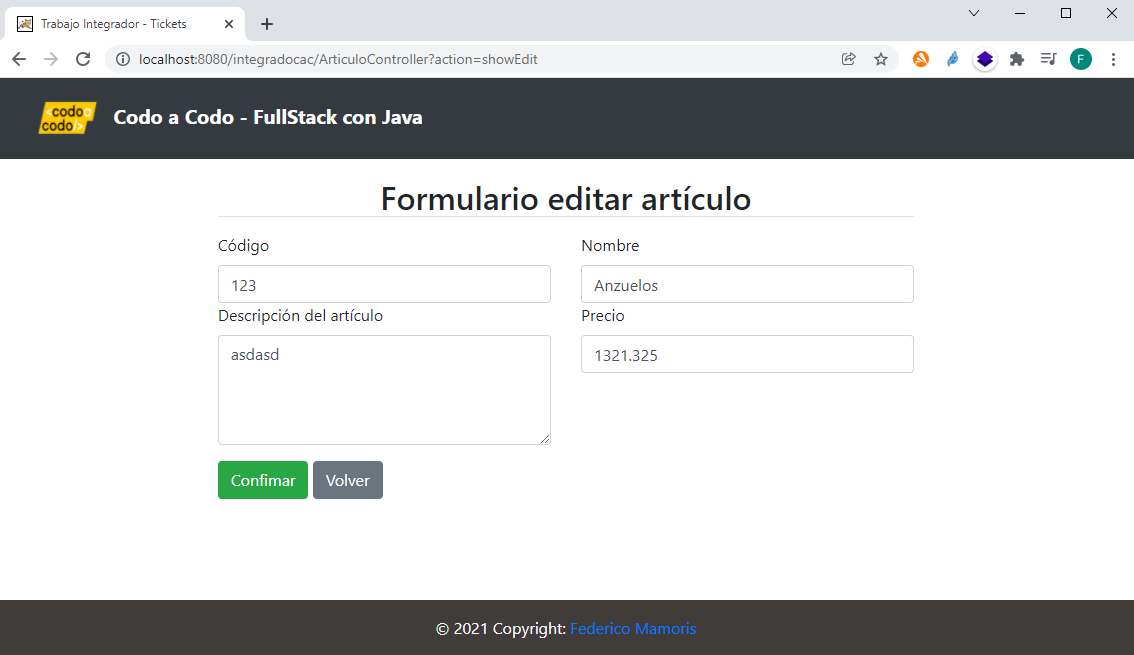 Trabajo Integrador - Tickets
localhost:8080/integradocac/ArticuloController?action=showEdit
F
<codoa
codo/>
Codo a Codo - FullStack con Java
Formulario editar artículo
Código
Nombre
123
Anzuelos
Descripción del artículo
Precio
asdasd
1321.325
Confimar
Volver
© 2021 Copyright: Federico Mamoris